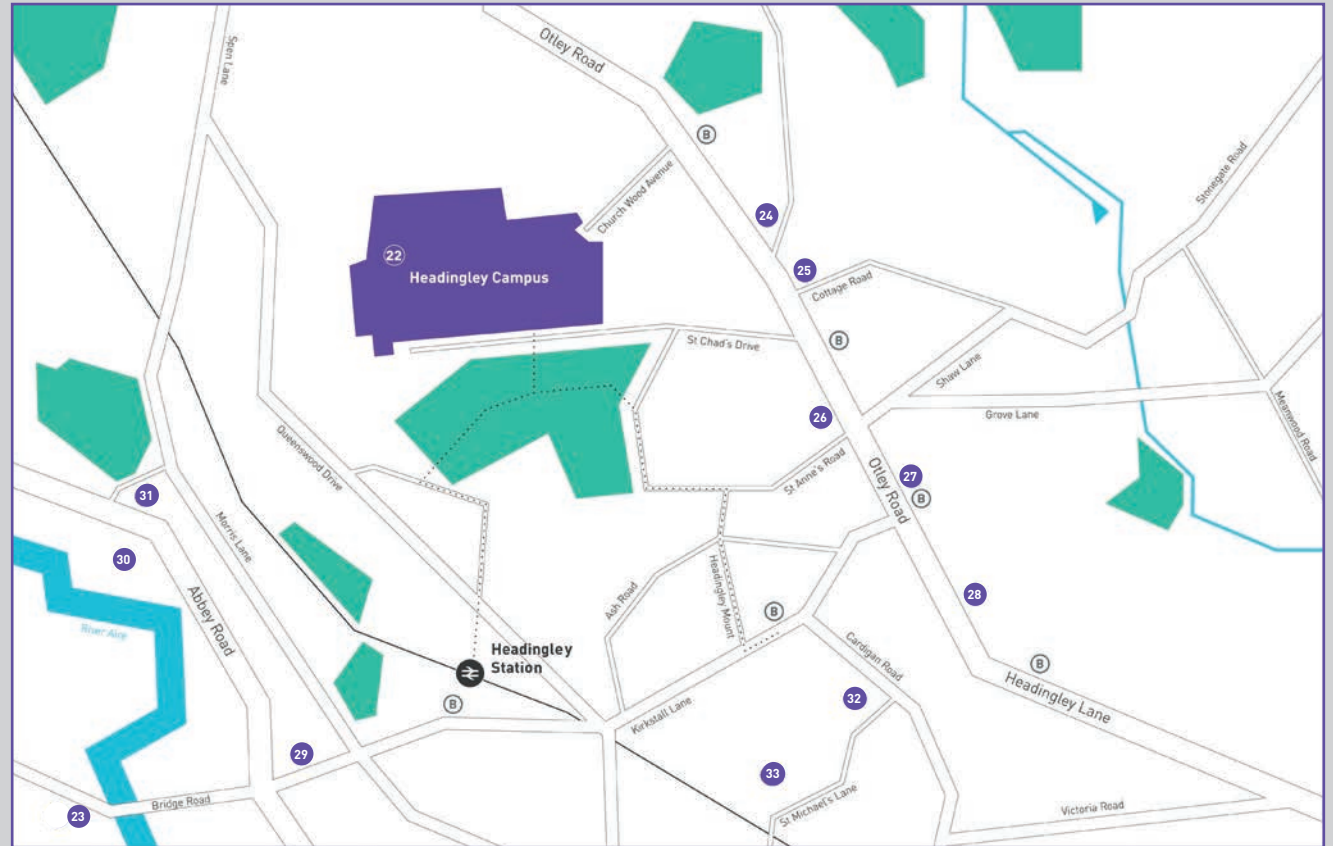 Spen Lane
Otley Road
B
Church Wood Avenue
Stonegate Road
24
22
Headingley Campus
25
Cottage Road
B
St Chad's Drive
Shaw Lane
Grove Lane
Meanwood Road
26
Queenswood Drive
St Anne's Road
Otley Road
27
B
31
Morris Lane
30
Abbey Road
River Aire
Ash Road
Headingley Mount
B
28
Cardigan Road
Headingley
Station
B
B
Headingley Lane
32
Kirkstall Lane
29
33
St Michael's Lane
Bridge Road
23
Victoria Road